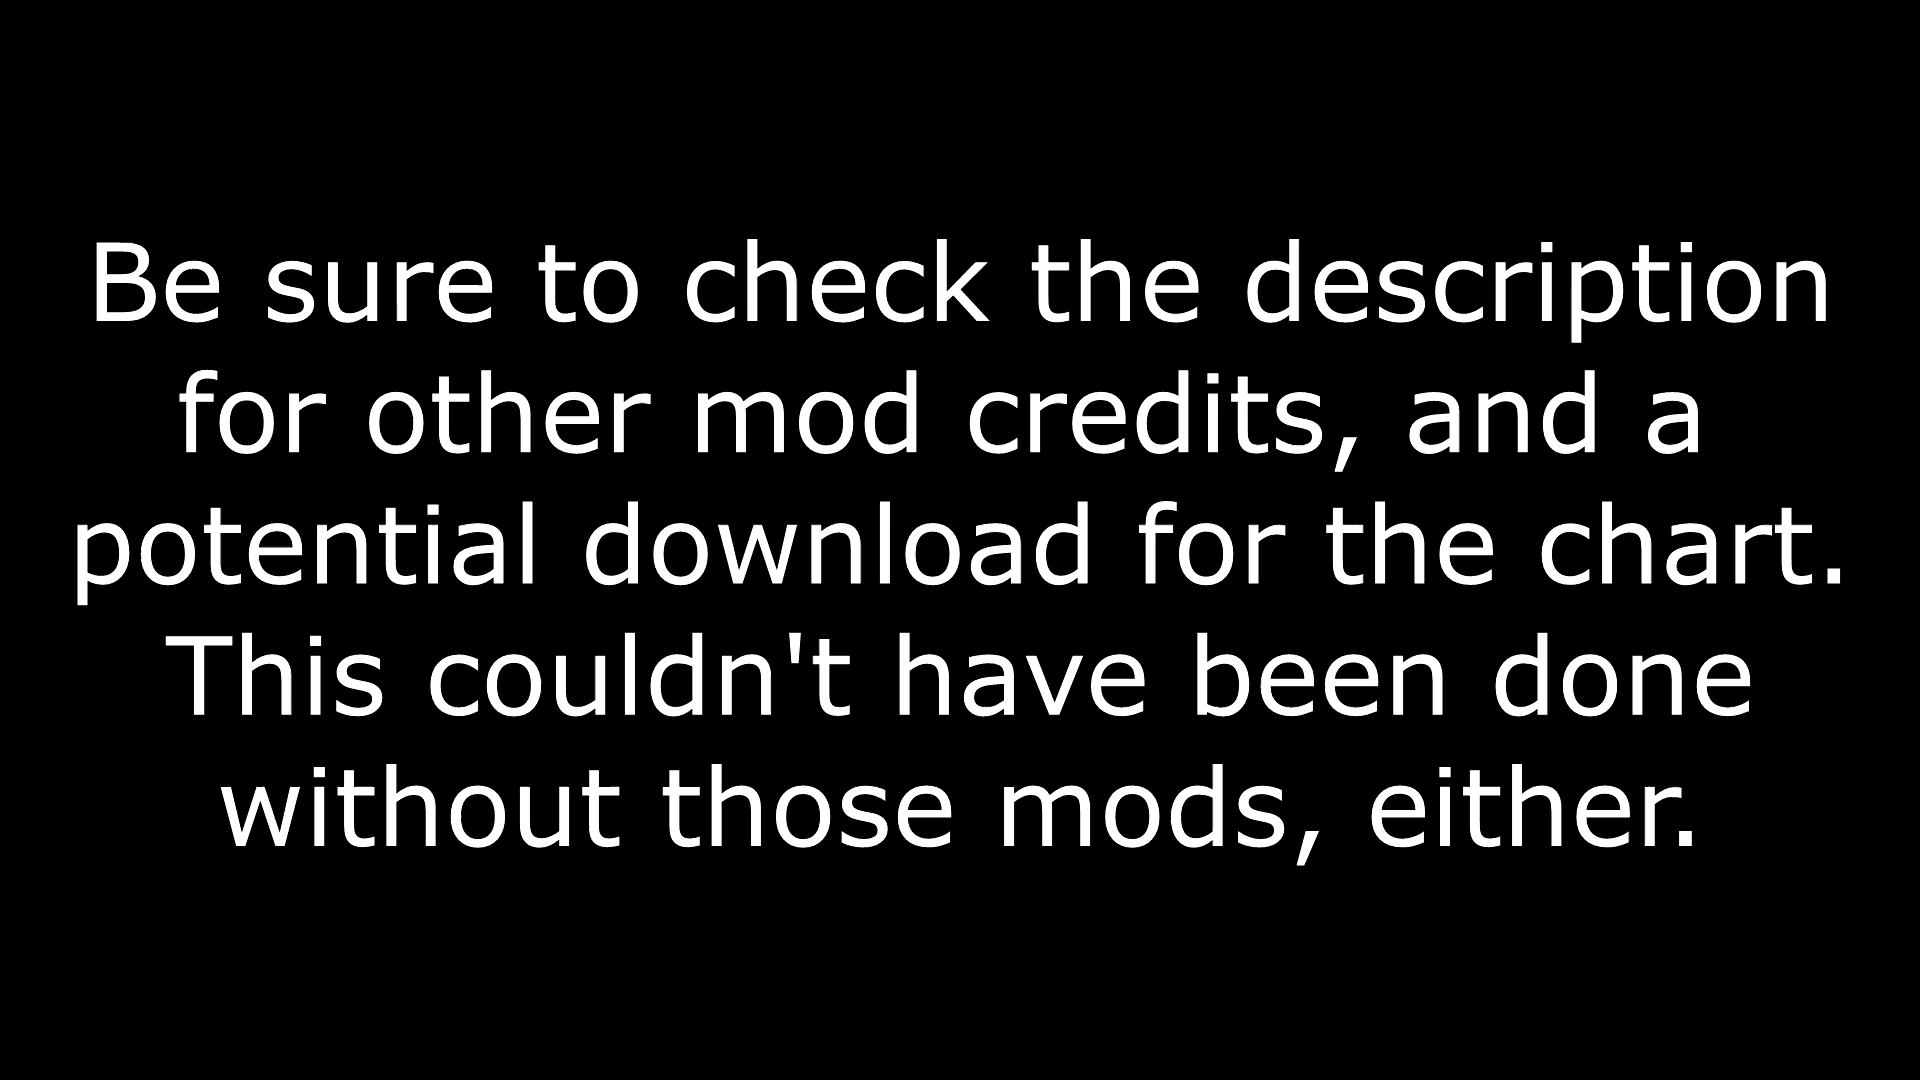 Be sure to check the description
for other mod credits, and a
potential download for the chart.
This couldn't have been done
without those mods, either.